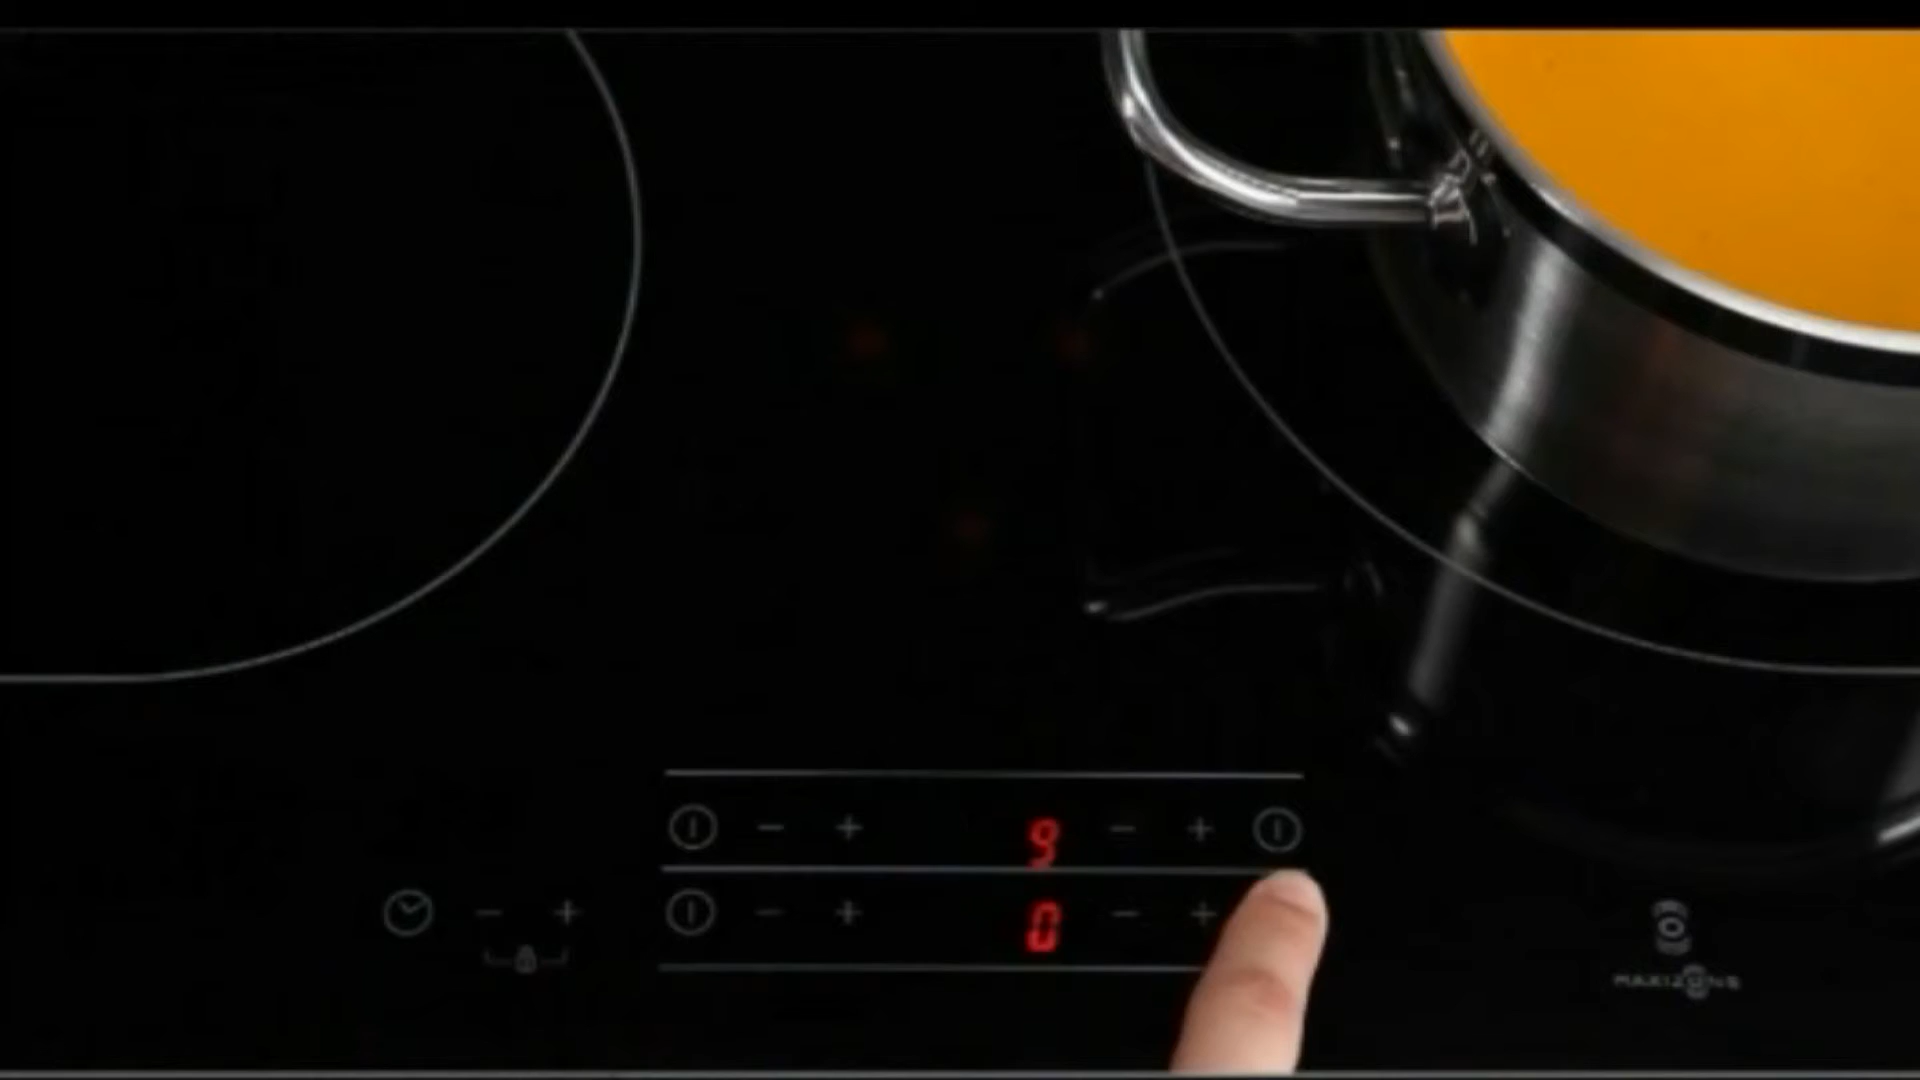 − + 9 − +
− + 0 − +
− +
MAXIZONE